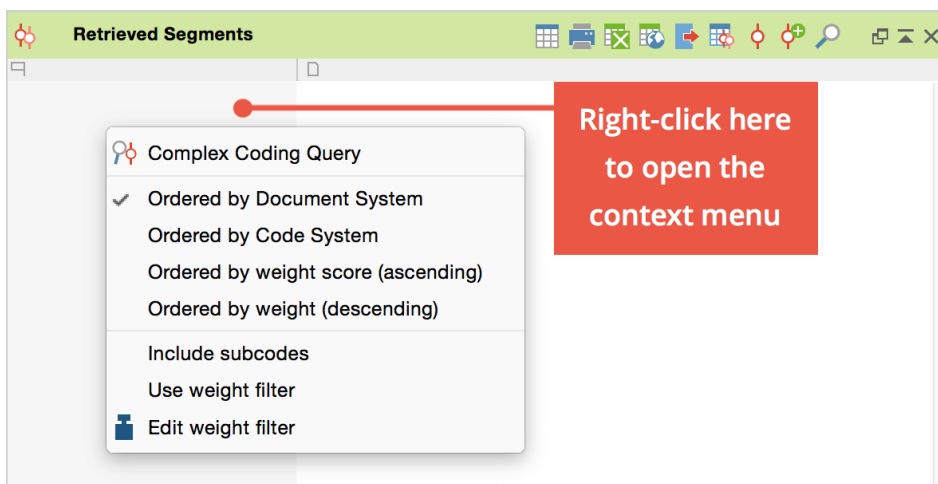 Retrieved Segments
Right-click here
to open the
context menu
Complex Coding Query
Ordered by Document System
Ordered by Code System
Ordered by weight score (ascending)
Ordered by weight (descending)
Include subcodes
Use weight filter
Edit weight filter